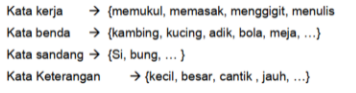 Kata kerja → {memukul, memasak, menggigit, menulis
Kata benda → {kambing, kucing, adik, bola, meja, ...}
Kata sandang → {Si, bung, ... }
Kata Keterangan → {kecil, besar, cantik , jauh, ...}